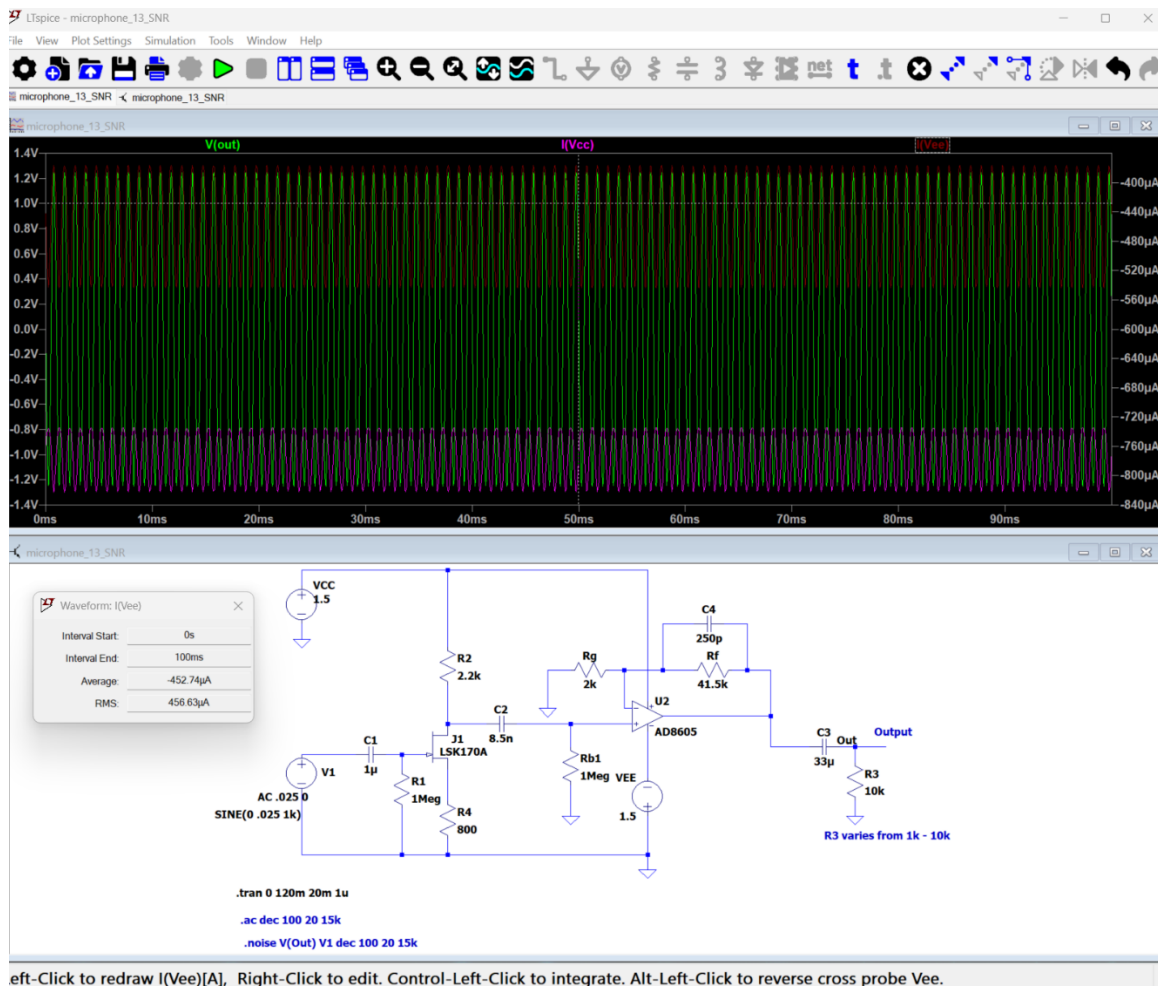 LTspice - microphone_13_SNR
File View Plot Settings Simulation Tools Window Help
microphone_13_SNR microphone_13_SNR
microphone_13_SNR
V(out) I(Vcc) I(Vee)
1.4V
1.2V
1.0V
0.8V
0.6V
0.4V
0.2V
0.0V
-0.2V
-0.4V
-0.6V
-0.8V
-1.0V
-1.2V
-1.4V
-400µA
-440µA
-480µA
-520µA
-560µA
-600µA
-640µA
-680µA
-720µA
-760µA
-800µA
-840µA
0ms 10ms 20ms 30ms 40ms 50ms 60ms 70ms 80ms 90ms
microphone_13_SNR
Waveform: I(Vee)
Interval Start: 0s
Interval End: 100ms
Average: -452.74µA
RMS: 456.63µA
VCC
1.5
R2
2.2k
C2
8.5n
J1
LSK170A
C1
1µ
R1
1Meg
V1
AC .025 0
SINE(0 .025 1k)
R4
800
Rg
2k
C4
250p
Rf
41.5k
U2
AD8605
Rb1
1Meg
VEE
1.5
C3
33µ
Out
Output
R3
10k
R3 varies from 1k - 10k
.tran 0 120m 20m 1u
.ac dec 100 20 15k
.noise V(Out) V1 dec 100 20 15k
Left-Click to redraw I(Vee)[A], Right-Click to edit. Control-Left-Click to integrate. Alt-Left-Click to reverse cross probe Vee.
net
t
.t